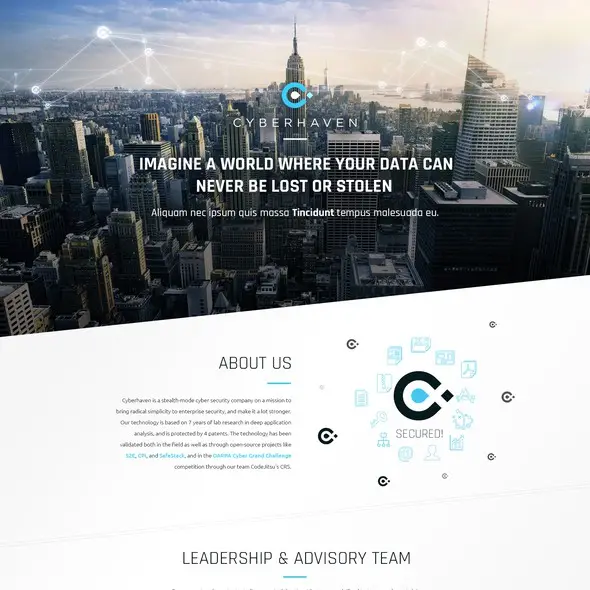 CYBERHAVEN
IMAGINE A WORLD WHERE YOUR DATA CAN
NEVER BE LOST OR STOLEN
Aliquam nec ipsum quis massa Tincidunt tempus malesuada eu.
ABOUT US
Cyberhaven is a stealth-mode cyber security company on a mission to
bring radical simplicity to enterprise security, and make it a lot stronger.
Our technology is based on 7 years of lab research in deep application
analysis, and is protected by 4 patents. The technology has been
validated both in the field as well as through open-source projects like
S2E, CPI, and SafeStack, and in the DARPA Cyber Grand Challenge
competition through our team CodeJitsu's CRS.
SECURED!
LEADERSHIP & ADVISORY TEAM